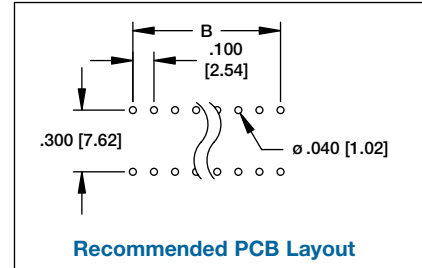 B
.100
[2.54]
.300 [7.62]
ø .040 [1.02]
Recommended PCB Layout